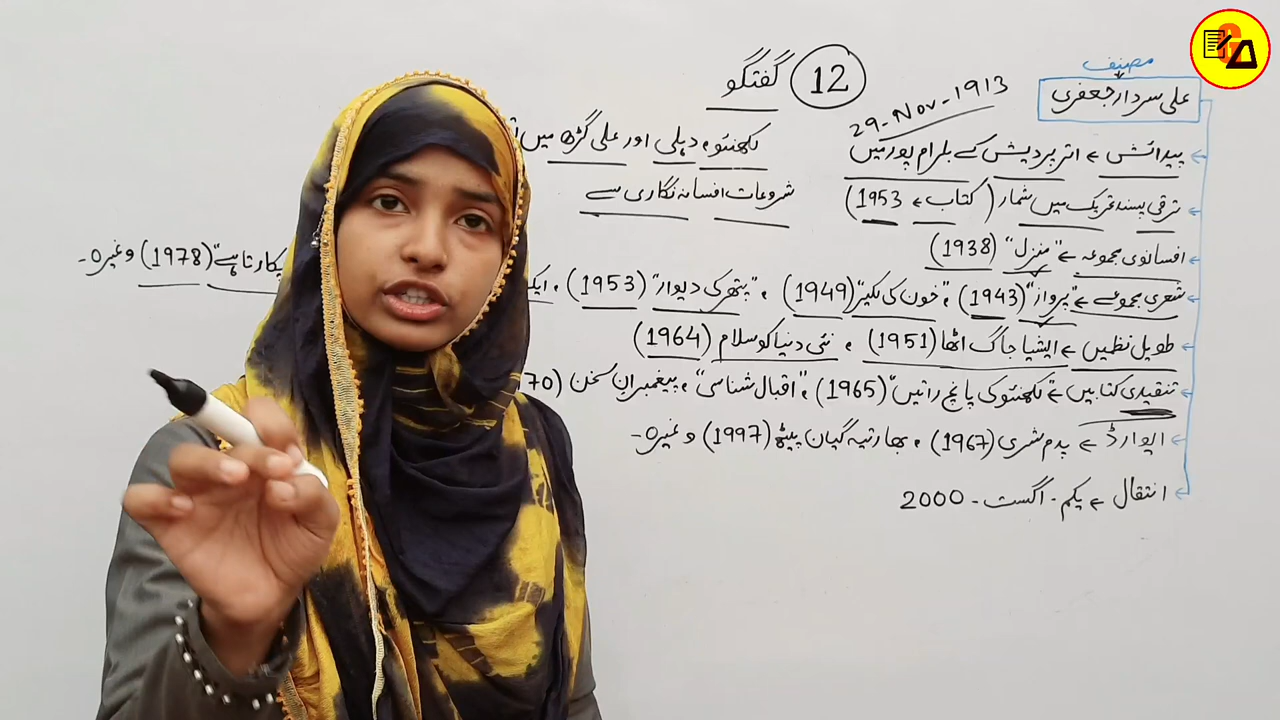 12 گفتگو
مصنف
علی سردار جعفری
29-Nov-1913
پیدائش ← اتر پردیش کے بلرام پور میں لکھنئو، دہلی اور علی گڑھ میں
ترقی پسند تحریک میں شمار (کتاب ← 1953) شروعات افسانہ نگاری سے
افسانوی مجموعہ ← "منزل" (1938)
شعری مجموعے ← "پرواز" (1943)، "خون کی لکیر" (1949)، "پتھر کی دیوار" (1953)، ایک پکارتا ہے" (1978) وغیرہ-
طویل نظمیں ← ایشیا جاگ اٹھا (1951)، نئی دنیا کو سلام (1964)
تنقیدی کتابیں ← "لکھنئو کی پانچ راتیں" (1965)، "اقبال شناسی"، پیغمبرانِ سخن (70
ایوارڈ ← پدم شری (1967)، بھارتیہ گیان پیٹھ (1997) وغیرہ-
انتقال ← یکم - اگست - 2000